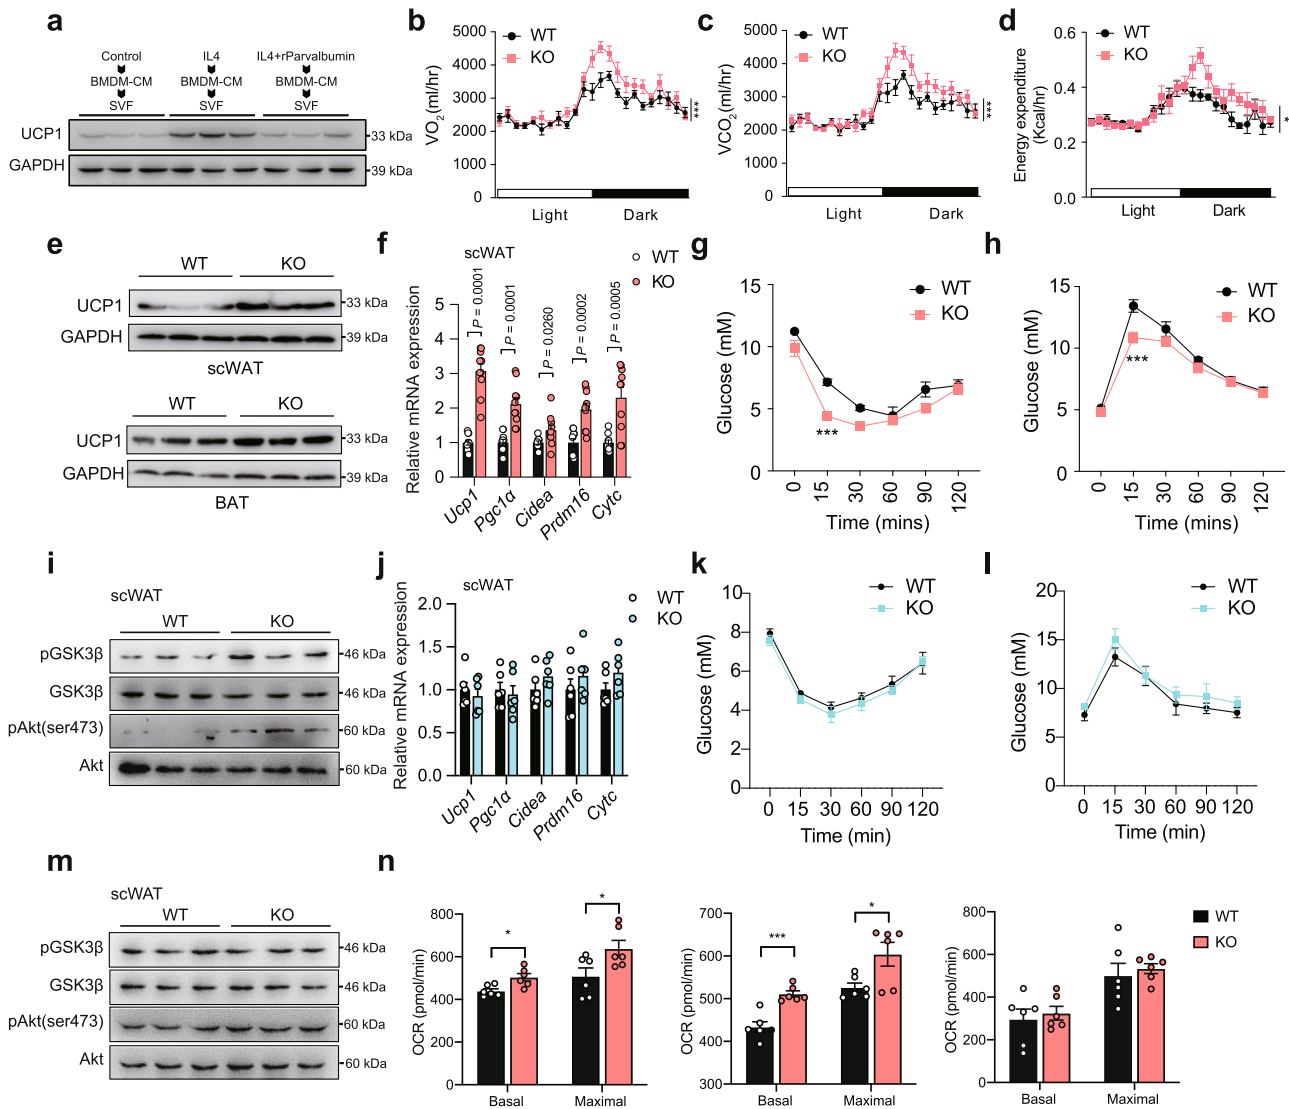 a
Control IL4 IL4+rParvalbumin
BMDM-CM BMDM-CM BMDM-CM
SVF SVF SVF
UCP1 33 kDa
GAPDH 39 kDa
b
WT
KO
VO2(ml/hr)
5000
4000
3000
2000
1000
0
***
Light Dark
c
WT
KO
VCO2(ml/hr)
5000
4000
3000
2000
1000
0
***
Light Dark
d
WT
KO
Energy expenditure
(Kcal/hr)
0.6
0.4
0.2
0.0
*
Light Dark
e
WT KO
UCP1 33 kDa
GAPDH 39 kDa
scWAT
WT KO
UCP1 33 kDa
GAPDH 39 kDa
BAT
f
scWAT
WT
KO
Relative mRNA expression
5
4
3
2
1
0
P = 0.0001
P = 0.0001
P = 0.0260
P = 0.0002
P = 0.0005
Ucp1 Pgc1α Cidea Prdm16 Cytc
g
WT
KO
Glucose (mM)
15
10
5
0
***
0 15 30 60 90 120
Time (mins)
h
WT
KO
Glucose (mM)
15
10
5
0
***
0 15 30 60 90 120
Time (mins)
i
scWAT
WT KO
pGSK3β 46 kDa
GSK3β 46 kDa
pAkt(ser473) 60 kDa
Akt 60 kDa
j
scWAT
WT
KO
Relative mRNA expression
2.0
1.5
1.0
0.5
0.0
Ucp1 Pgc1α Cidea Prdm16 Cytc
k
WT
KO
Glucose (mM)
10
8
6
4
2
0
0 15 30 60 90 120
Time (min)
l
WT
KO
Glucose (mM)
20
15
10
5
0
0 15 30 60 90 120
Time (min)
m
scWAT
WT KO
pGSK3β 46 kDa
GSK3β 46 kDa
pAkt(ser473) 60 kDa
Akt 60 kDa
n
OCR (pmol/min)
800
600
400
200
0
*
*
Basal Maximal
OCR (pmol/min)
700
600
500
400
300
***
*
Basal Maximal
OCR (pmol/min)
800
600
400
200
0
Basal Maximal
WT
KO